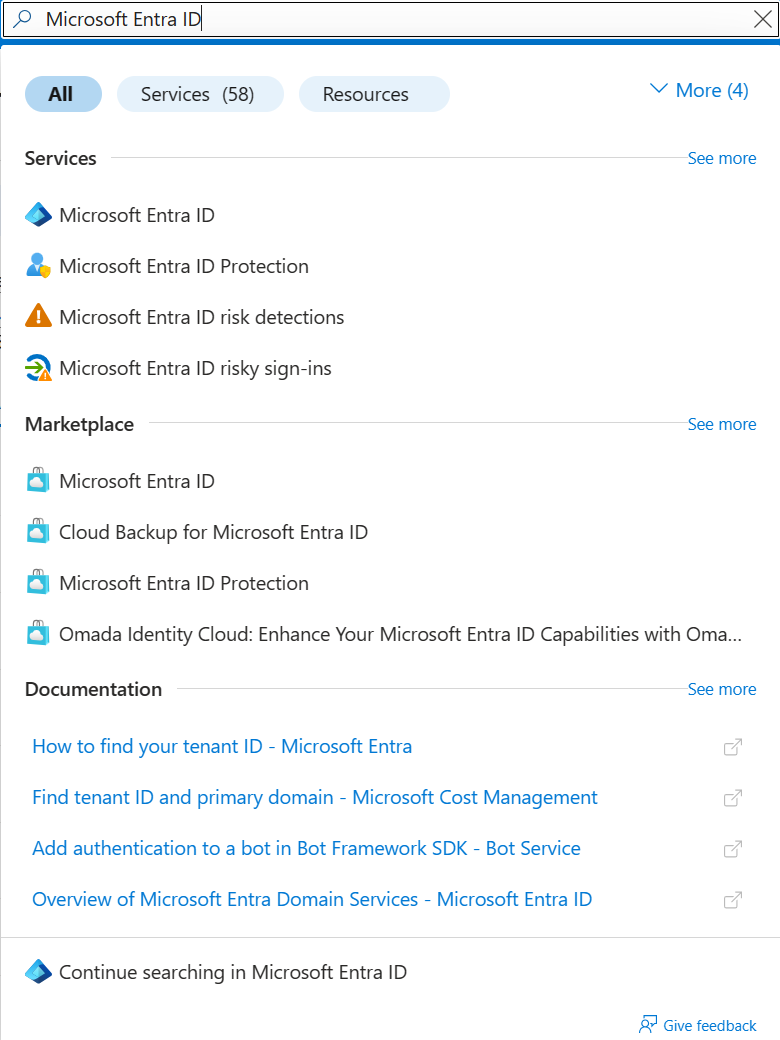 Microsoft Entra ID
All Services (58) Resources More (4)
Services See more
Microsoft Entra ID
Microsoft Entra ID Protection
Microsoft Entra ID risk detections
Microsoft Entra ID risky sign-ins
Marketplace See more
Microsoft Entra ID
Cloud Backup for Microsoft Entra ID
Microsoft Entra ID Protection
Omada Identity Cloud: Enhance Your Microsoft Entra ID Capabilities with Oma...
Documentation See more
How to find your tenant ID - Microsoft Entra
Find tenant ID and primary domain - Microsoft Cost Management
Add authentication to a bot in Bot Framework SDK - Bot Service
Overview of Microsoft Entra Domain Services - Microsoft Entra ID
Continue searching in Microsoft Entra ID
Give feedback